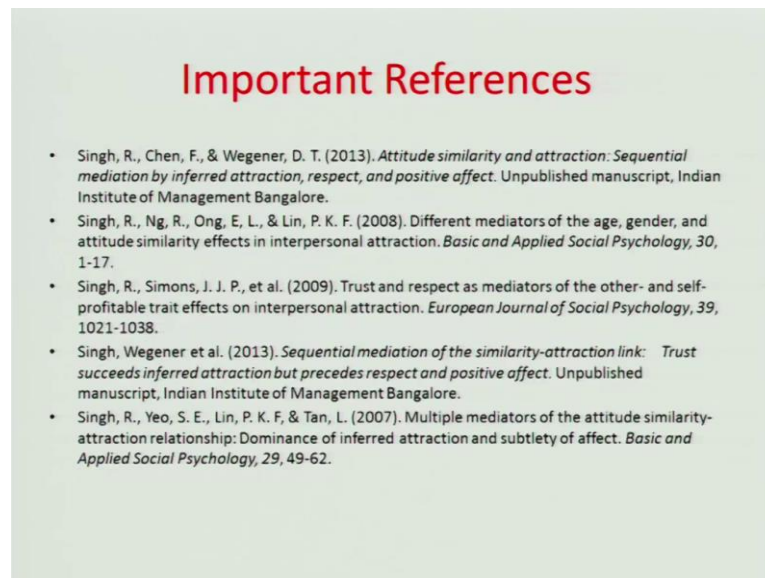 Important References
• Singh, R., Chen, F., & Wegener, D. T. (2013). Attitude similarity and attraction: Sequential
mediation by inferred attraction, respect, and positive affect. Unpublished manuscript, Indian
Institute of Management Bangalore.
• Singh, R., Ng, R., Ong, E, L., & Lin, P. K. F. (2008). Different mediators of the age, gender, and
attitude similarity effects in interpersonal attraction. Basic and Applied Social Psychology, 30,
1-17.
• Singh, R., Simons, J. J. P., et al. (2009). Trust and respect as mediators of the other- and self-
profitable trait effects on interpersonal attraction. European Journal of Social Psychology, 39,
1021-1038.
• Singh, Wegener et al. (2013). Sequential mediation of the similarity-attraction link: Trust
succeeds inferred attraction but precedes respect and positive affect. Unpublished
manuscript, Indian Institute of Management Bangalore.
• Singh, R., Yeo, S. E., Lin, P. K. F, & Tan, L. (2007). Multiple mediators of the attitude similarity-
attraction relationship: Dominance of inferred attraction and subtlety of affect. Basic and
Applied Social Psychology, 29, 49-62.